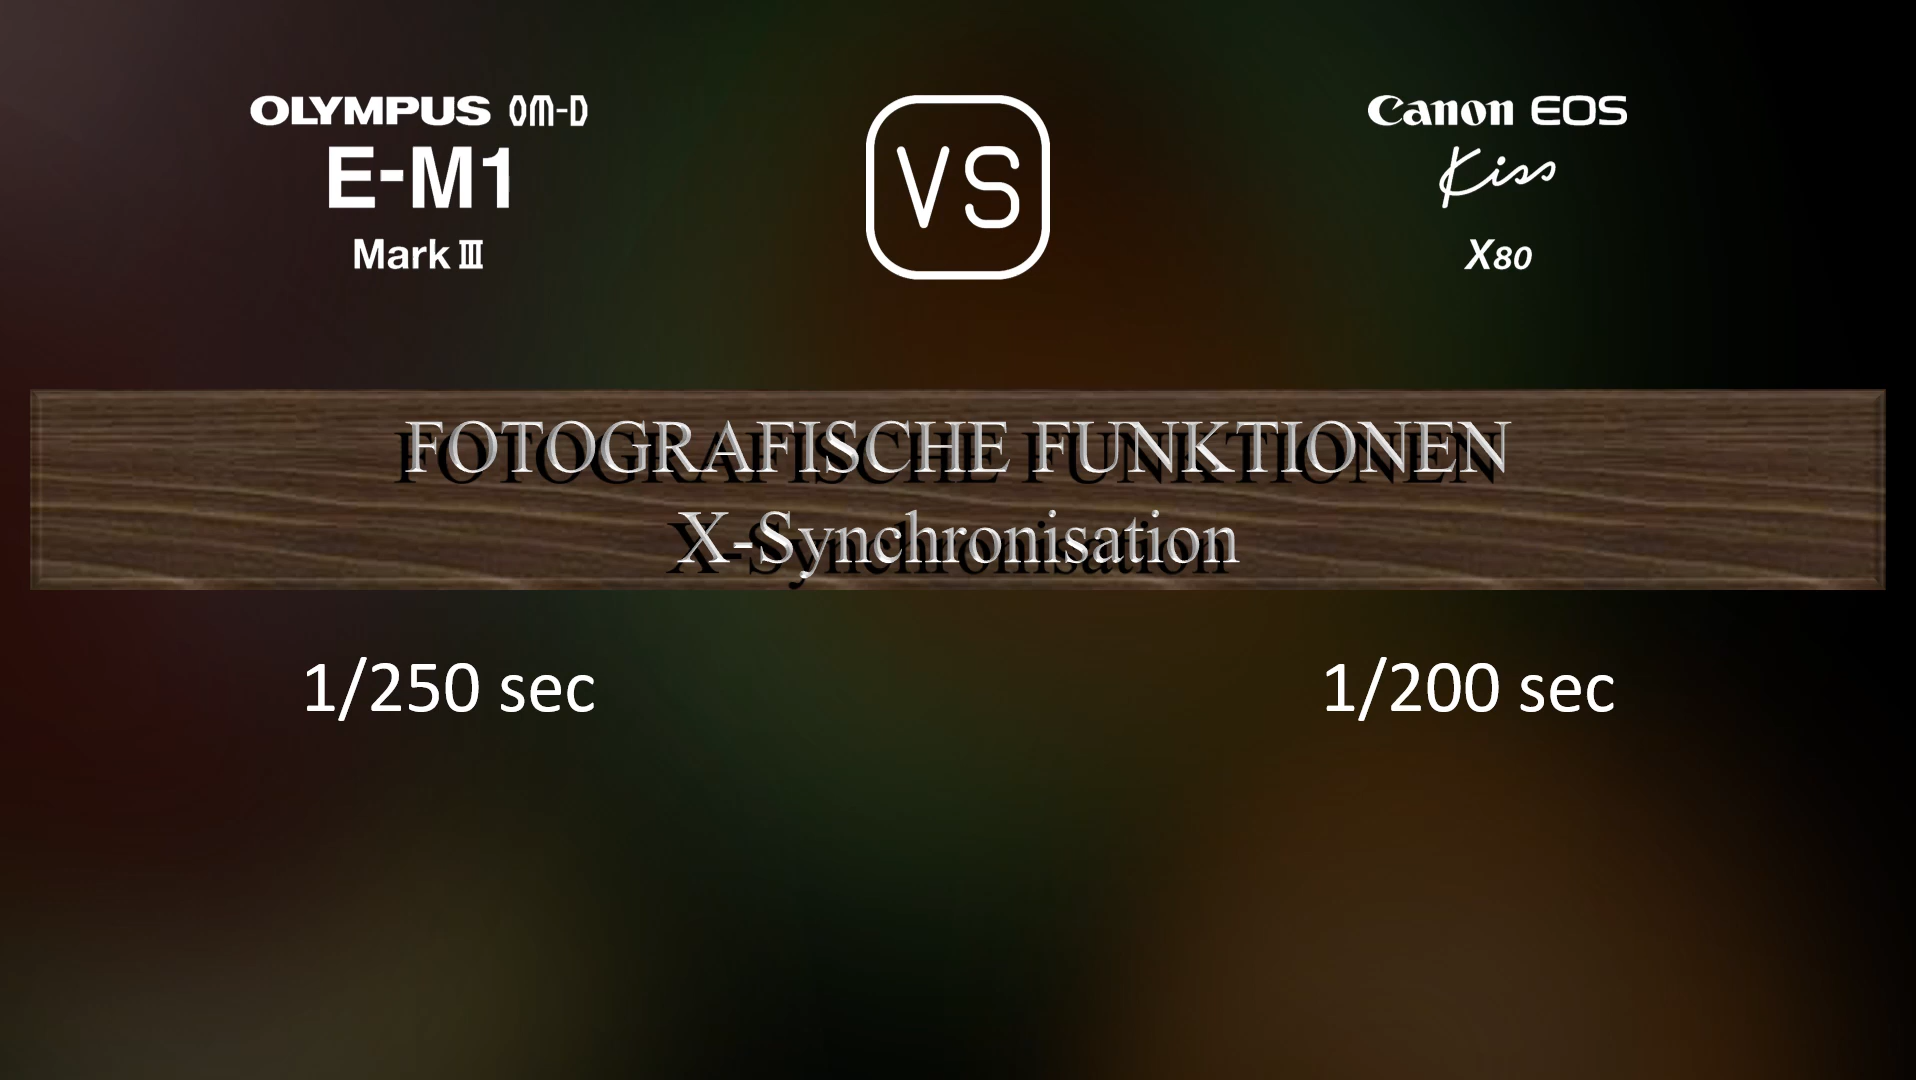 OLYMPUS OM-D
E-M1
Mark III
VS
Canon EOS
Kiss
X80
FOTOGRAFISCHE FUNKTIONEN
X-Synchronisation
1/250 sec
1/200 sec